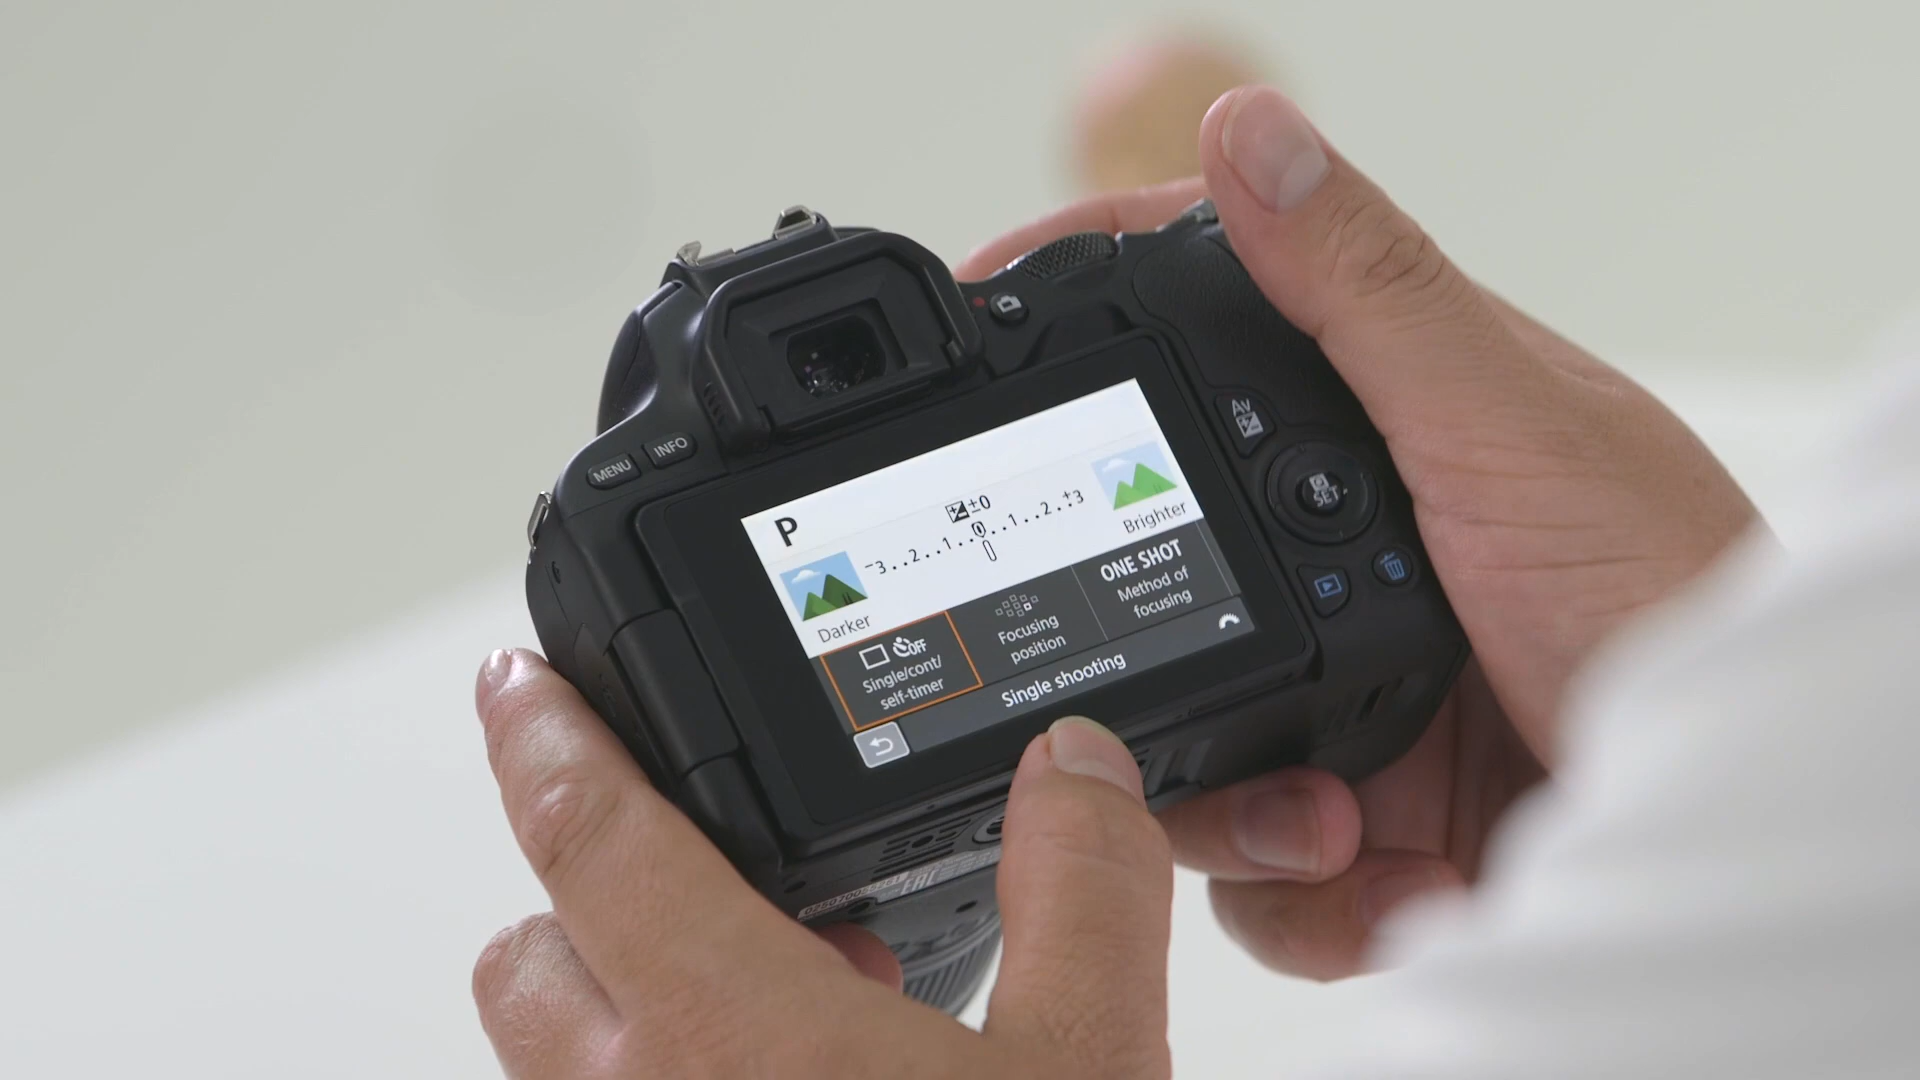 MENU
INFO
Av
SET
P
±0
-3..2..1..0..1..2..+3
Darker
Brighter
OFF
Single/cont/
self-timer
Focusing
position
ONE SHOT
Method of
focusing
Single shooting
EAC